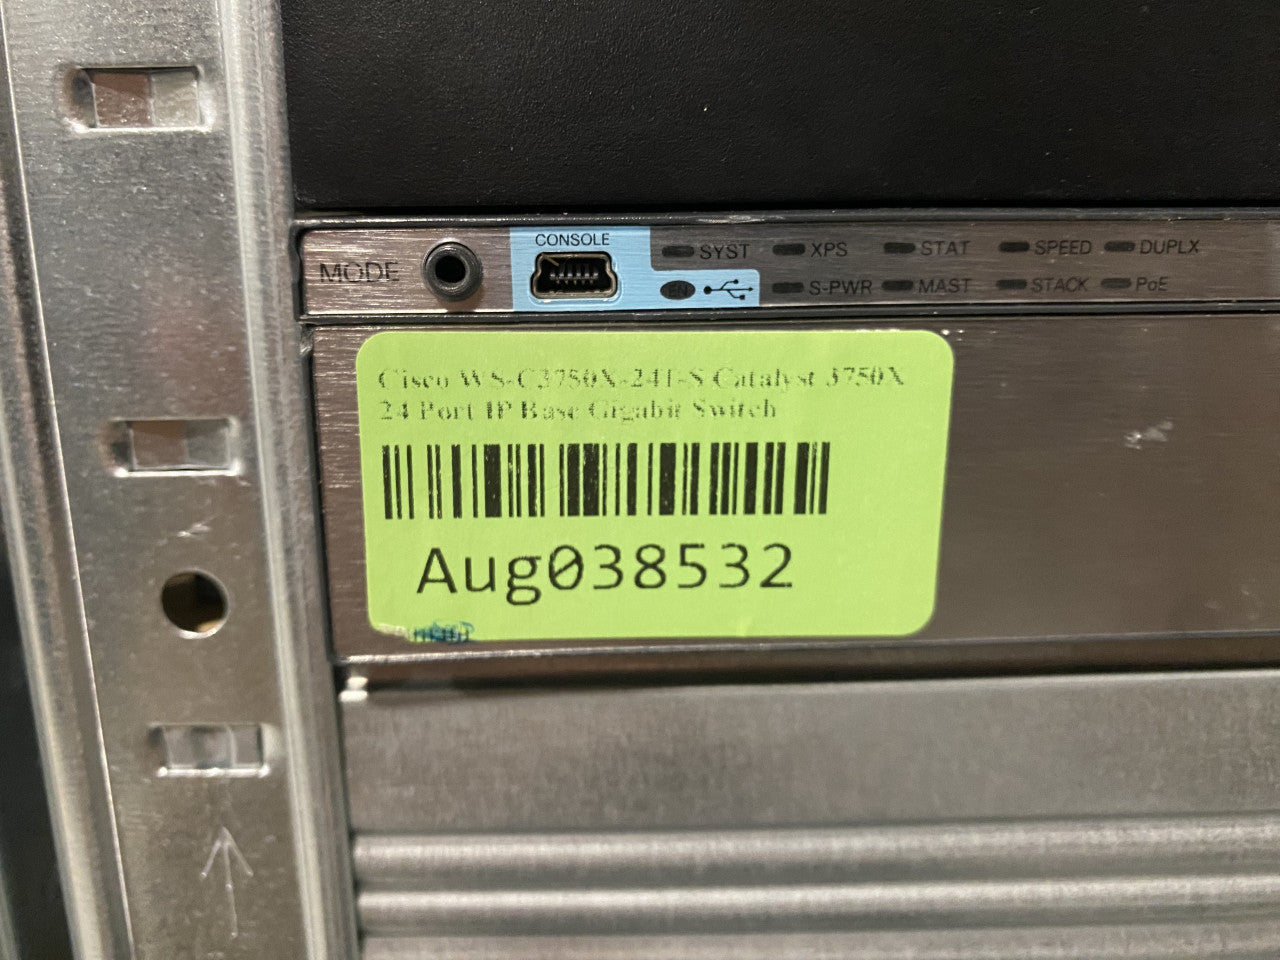 MODE
CONSOLE
SYST XPS STAT SPEED DUPLX
EN S-PWR MAST STACK PoE
Cisco WS-C3750X-24T-S Catalyst 3750X
24 Port IP Base Gigabit Switch
Aug038532